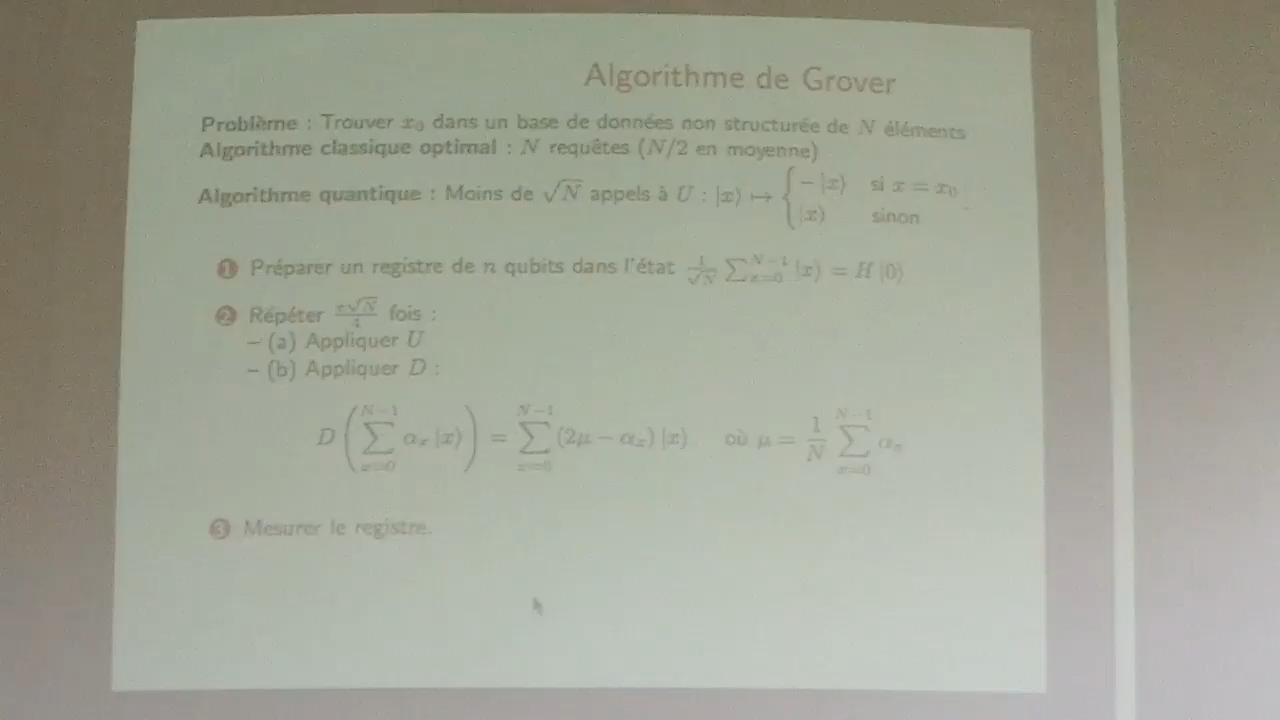 Algorithme de Grover
Problème : Trouver x₀ dans un base de données non structurée de N éléments
Algorithme classique optimal : N requêtes (N/2 en moyenne)
Algorithme quantique : Moins de √N appels à U : |x⟩ ↦ { −|x⟩ si x = x₀
|x⟩ sinon
1 Préparer un registre de n qubits dans l'état 1/√N ∑_{x=0}^{N−1} |x⟩ = H |0⟩
2 Répéter π√N/4 fois :
– (a) Appliquer U
– (b) Appliquer D :
D (∑_{x=0}^{N−1} α_x |x⟩) = ∑_{x=0}^{N−1} (2μ − α_x) |x⟩ où μ = 1/N ∑_{x=0}^{N−1} α_x
3 Mesurer le registre.